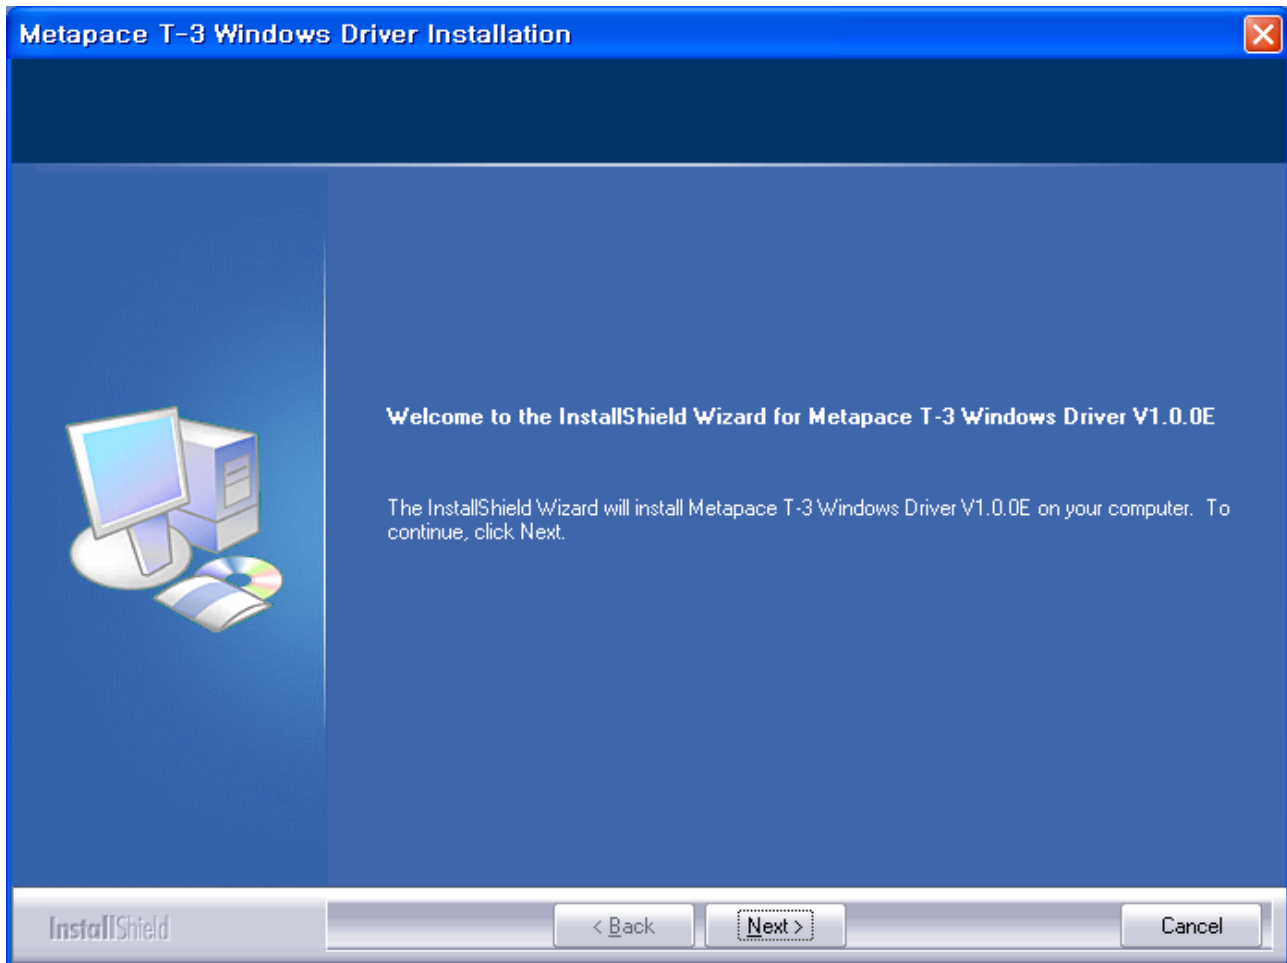 Metapace T-3 Windows Driver Installation
Welcome to the InstallShield Wizard for Metapace T-3 Windows Driver V1.0.0E
The InstallShield Wizard will install Metapace T-3 Windows Driver V1.0.0E on your computer.  To
continue, click Next.
InstallShield
< Back
Next >
Cancel